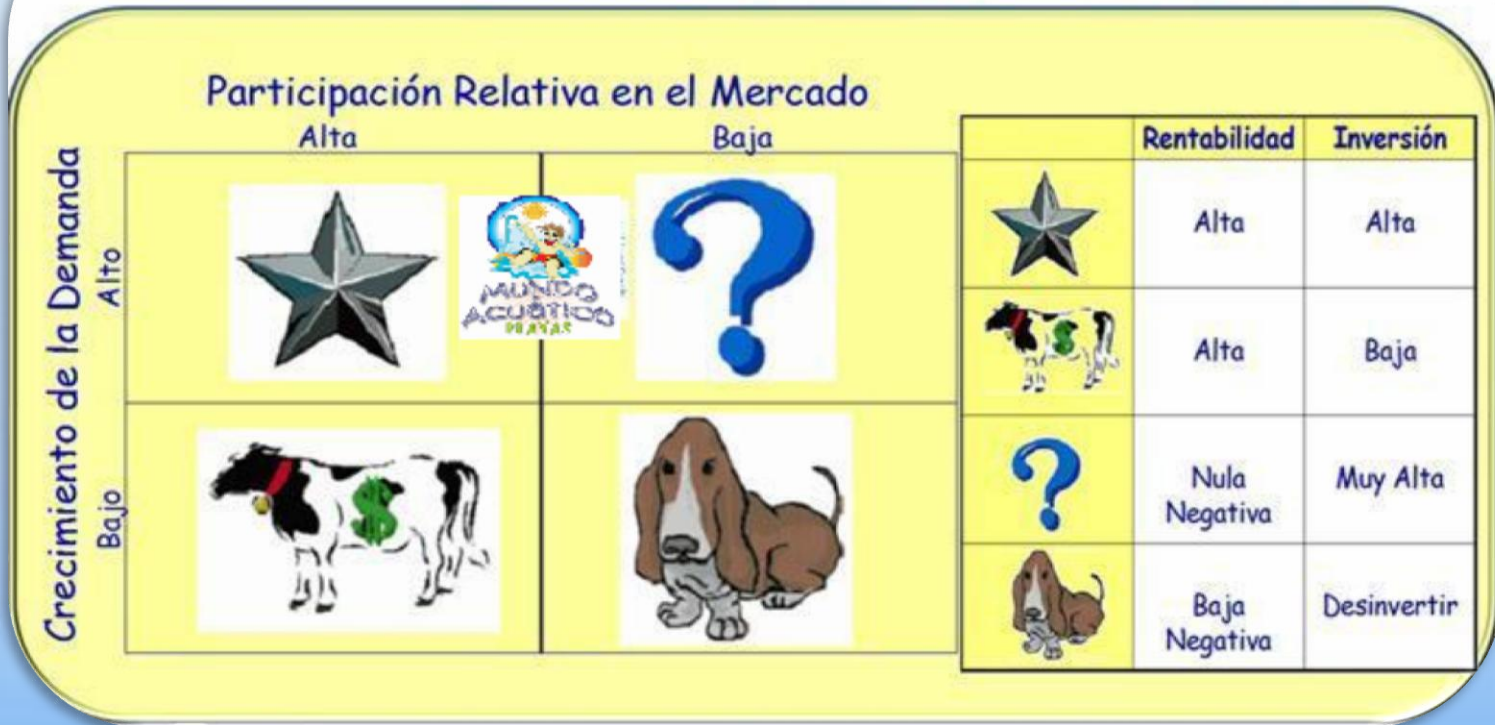 Participación Relativa en el Mercado
Alta
Baja
Crecimiento de la Demanda
Alto
Bajo
MUNDO
ACUÁTICO
PLAYAS
Rentabilidad
Inversión
Alta
Alta
Alta
Baja
Nula
Negativa
Muy Alta
Baja
Negativa
Desinvertir